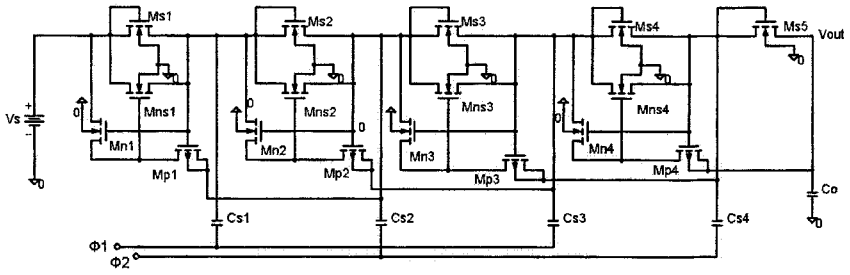 Ms1
Ms2
Ms3
Ms4
Ms5
Vout
0
0
0
0
0
Mns1
Mns2
Mns3
Mns4
0
0
0
0
0
Vs
+
-
Mn1
Mn2
Mn3
Mn4
Mp1
Mp2
Mp3
Mp4
0
Co
Cs1
Cs2
Cs3
Cs4
0
Φ1
Φ2